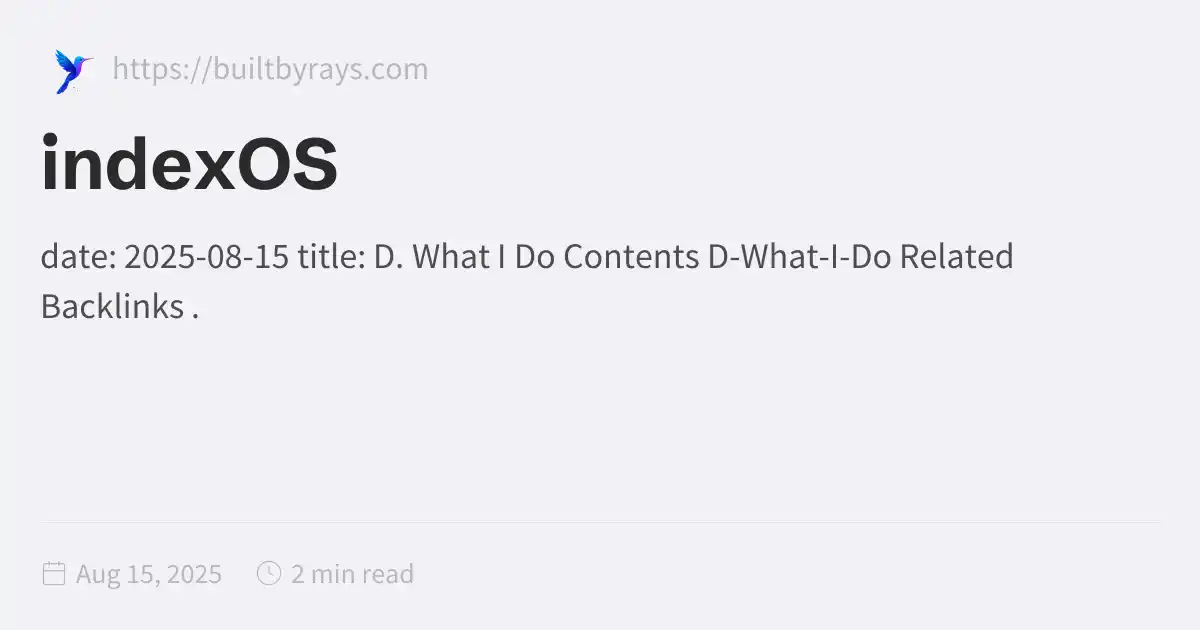 https://builtbyrays.com
indexOS
date: 2025-08-15 title: D. What I Do Contents D-What-I-Do Related
Backlinks .
Aug 15, 2025 2 min read